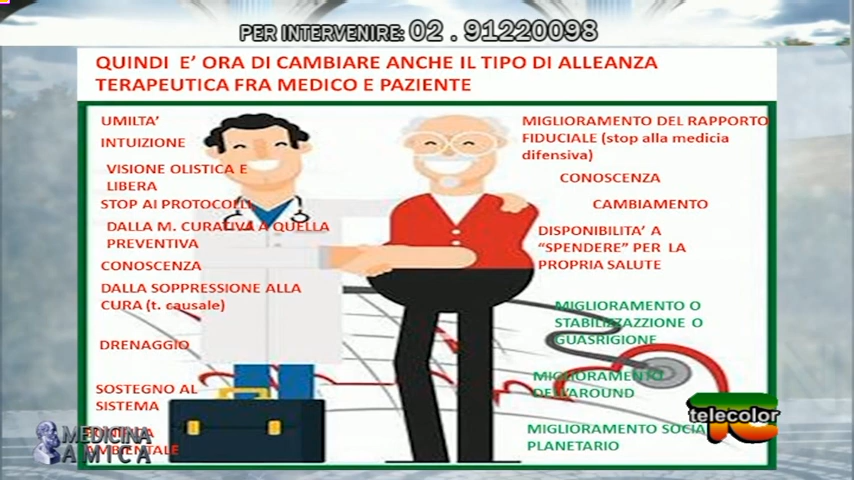 PER INTERVENIRE: 02 . 91220098
QUINDI E' ORA DI CAMBIARE ANCHE IL TIPO DI ALLEANZA
TERAPEUTICA FRA MEDICO E PAZIENTE
UMILTA'
INTUIZIONE
VISIONE OLISTICA E
LIBERA
STOP AI PROTOCOLLI
DALLA M. CURATIVA A QUELLA
PREVENTIVA
CONOSCENZA
DALLA SOPPRESSIONE ALLA
CURA (t. causale)
DRENAGGIO
SOSTEGNO AL
SISTEMA
AMBIENTALE
MIGLIORAMENTO DEL RAPPORTO
FIDUCIALE (stop alla medicia
difensiva)
CONOSCENZA
CAMBIAMENTO
DISPONIBILITA' A
"SPENDERE" PER LA
PROPRIA SALUTE
MIGLIORAMENTO O
STABILIZZAZZIONE O
GUASRIGIONE
MIGLIORAMENTO
DELL'AROUND
MIGLIORAMENTO SOCIA
PLANETARIO
MEDICINA
AMICA
telecolor